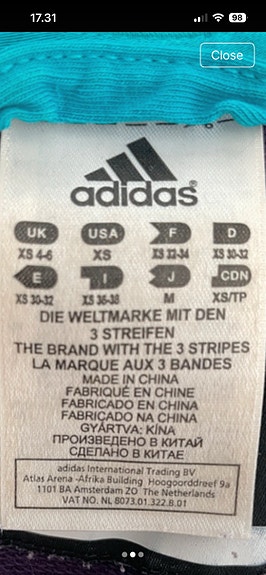 17.31
98
Close
adidas®
UK USA F D
XS 4-6 XS XS 32-34 XS 30-32
E I J CDN
XS 30-32 XS 36-38 M XS/TP
DIE WELTMARKE MIT DEN
3 STREIFEN
THE BRAND WITH THE 3 STRIPES
LA MARQUE AUX 3 BANDES
MADE IN CHINA
FABRIQUÉ EN CHINE
FABRICADO EN CHINA
FABRICADO NA CHINA
GYÁRTVA: KÍNA
ПРОИЗВЕДЕНО В КИТАЙ
СДЕЛАНО В КИТАЕ
adidas International Trading BV
Atlas Arena -Afrika Building Hoogoorddreef 9a
1101 BA Amsterdam ZO The Netherlands
VAT NO. NL 8073.01.322.B.01